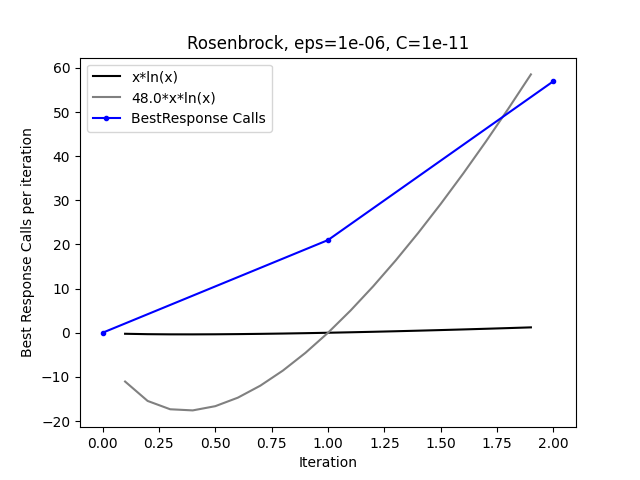 Rosenbrock, eps=1e-06, C=1e-11
x*ln(x)
48.0*x*ln(x)
BestResponse Calls
Best Response Calls per iteration
60
50
40
30
20
10
0
−10
−20
0.00 0.25 0.50 0.75 1.00 1.25 1.50 1.75 2.00
Iteration